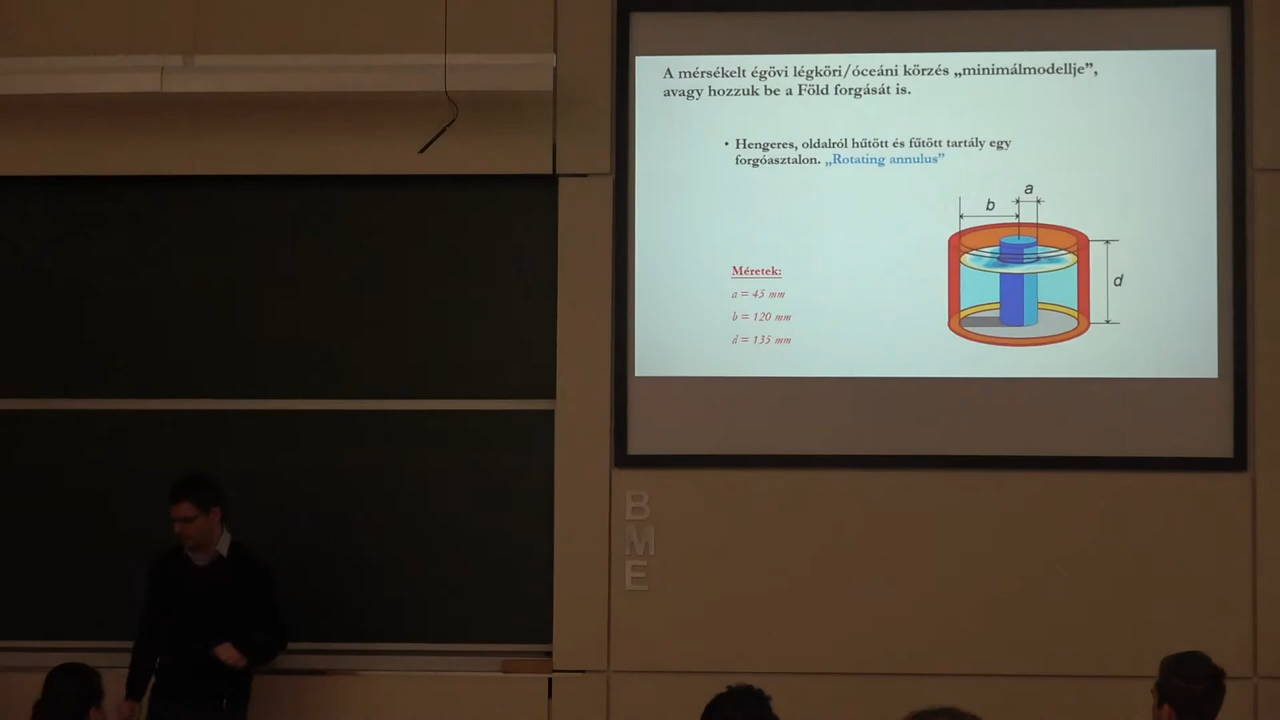 A mérsékelt égövi légköri/óceáni körzés „minimálmodellje”,
avagy hozzuk be a Föld forgását is.
• Hengeres, oldalról hűtött és fűtött tartály egy
forgóasztalon. „Rotating annulus”
a
b
d
Méretek:
a = 45 mm
b = 120 mm
d = 135 mm
B
M
E